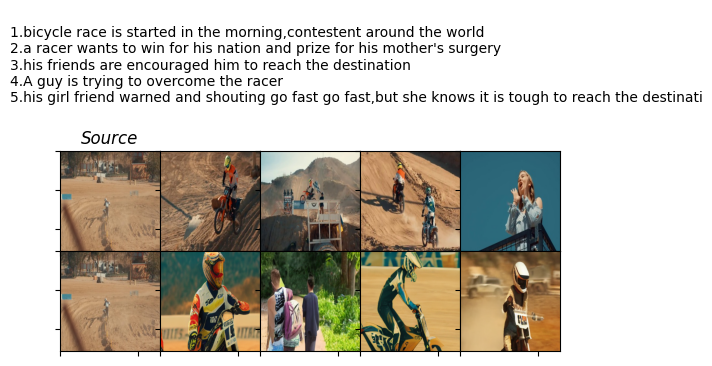 1.bicycle race is started in the morning,contestent around the world
2.a racer wants to win for his nation and prize for his mother's surgery
3.his friends are encouraged him to reach the destination
4.A guy is trying to overcome the racer
5.his girl friend warned and shouting go fast go fast,but she knows it is tough to reach the destinati
Source